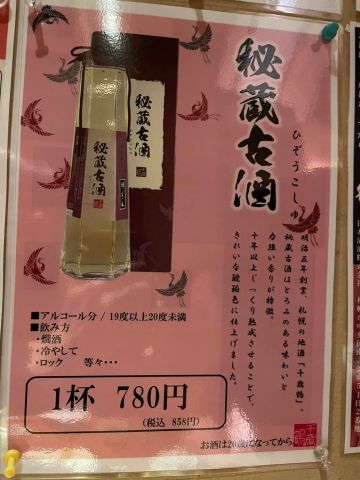 秘蔵古酒
ひぞうこしゅ
明治五年創業、札幌の地酒「千歳鶴」。
秘蔵古酒はとろみのある味わいと
力強い香りが特徴。
十年以上じっくり熟成させることで、
きれいな琥珀色に仕上げました。
秘蔵古酒
秘蔵古酒
■アルコール分 / 19度以上20度未満
■飲み方
・燗酒
・冷やして
・ロック 等々・・・
1杯 780円
(税込 858円)
お酒は20歳になってから
千歳鶴